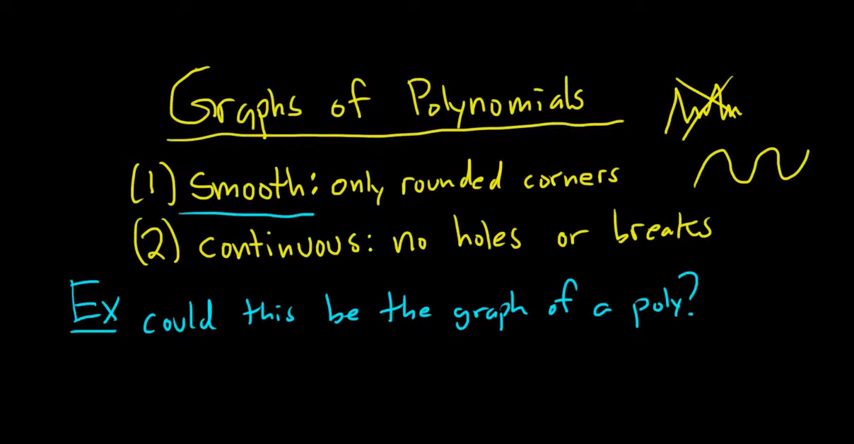 Graphs of Polynomials
(1) Smooth: only rounded corners
(2) continuous: no holes or breaks
Ex could this be the graph of a poly?